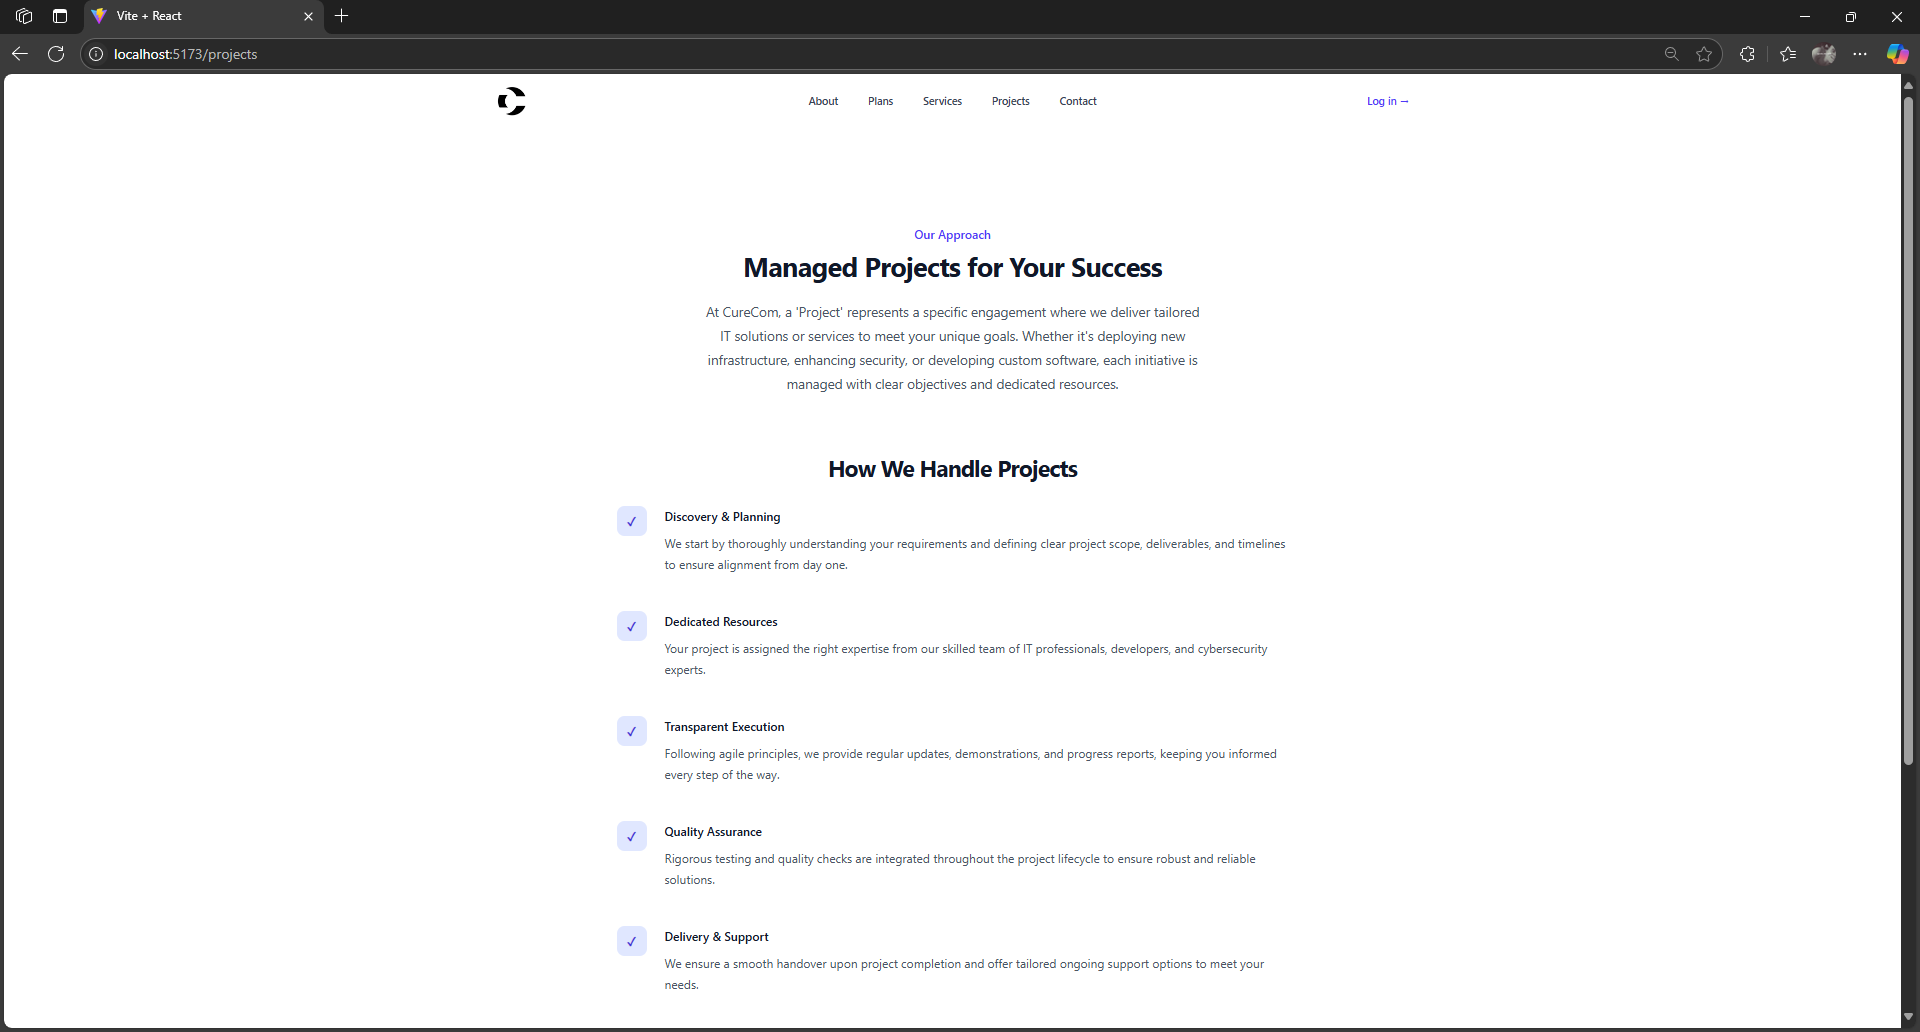 Vite + React
localhost:5173/projects
About Plans Services Projects Contact Log in →
Our Approach
Managed Projects for Your Success
At CureCom, a 'Project' represents a specific engagement where we deliver tailored
IT solutions or services to meet your unique goals. Whether it's deploying new
infrastructure, enhancing security, or developing custom software, each initiative is
managed with clear objectives and dedicated resources.
How We Handle Projects
✓ Discovery & Planning
We start by thoroughly understanding your requirements and defining clear project scope, deliverables, and timelines
to ensure alignment from day one.
✓ Dedicated Resources
Your project is assigned the right expertise from our skilled team of IT professionals, developers, and cybersecurity
experts.
✓ Transparent Execution
Following agile principles, we provide regular updates, demonstrations, and progress reports, keeping you informed
every step of the way.
✓ Quality Assurance
Rigorous testing and quality checks are integrated throughout the project lifecycle to ensure robust and reliable
solutions.
✓ Delivery & Support
We ensure a smooth handover upon project completion and offer tailored ongoing support options to meet your
needs.